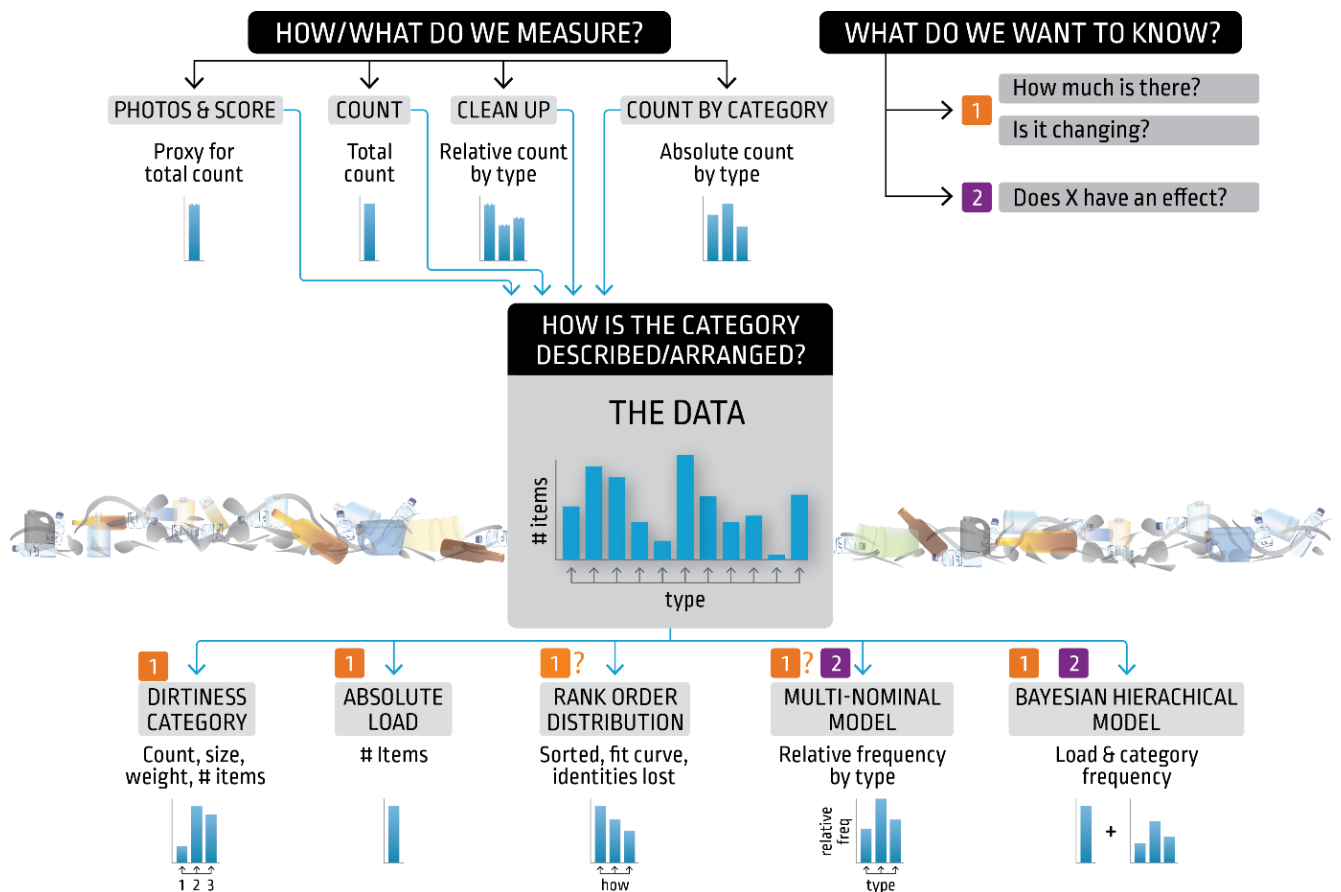 HOW/WHAT DO WE MEASURE?
WHAT DO WE WANT TO KNOW?
PHOTOS & SCORE
COUNT
CLEAN UP
COUNT BY CATEGORY
Proxy for
total count
Total
count
Relative count
by type
Absolute count
by type
1
How much is there?
Is it changing?
2
Does X have an effect?
HOW IS THE CATEGORY
DESCRIBED/ARRANGED?
THE DATA
# items
type
1
DIRTINESS
CATEGORY
Count, size,
weight, # items
1 2 3
1
ABSOLUTE
LOAD
# Items
1?
RANK ORDER
DISTRIBUTION
Sorted, fit curve,
identities lost
how
1? 2
MULTI-NOMINAL
MODEL
Relative frequency
by type
relative
freq
type
1 2
BAYESIAN HIERACHICAL
MODEL
Load & category
frequency
+